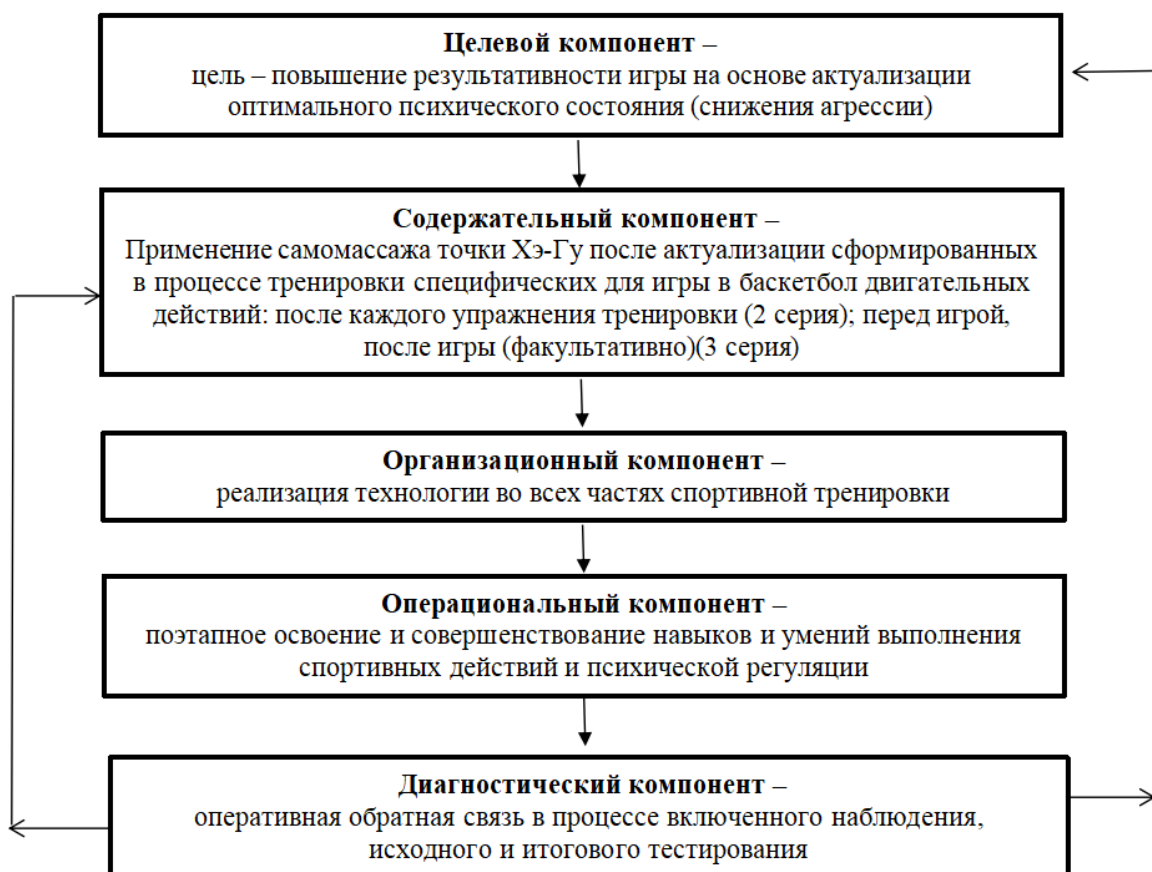 Целевой компонент –
цель – повышение результативности игры на основе актуализации
оптимального психического состояния (снижения агрессии)
Содержательный компонент –
Применение самомассажа точки Хэ-Гу после актуализации сформированных
в процессе тренировки специфических для игры в баскетбол двигательных
действий: после каждого упражнения тренировки (2 серия); перед игрой,
после игры (факультативно)(3 серия)
Организационный компонент –
реализация технологии во всех частях спортивной тренировки
Операциональный компонент –
поэтапное освоение и совершенствование навыков и умений выполнения
спортивных действий и психической регуляции
Диагностический компонент –
оперативная обратная связь в процессе включенного наблюдения,
исходного и итогового тестирования